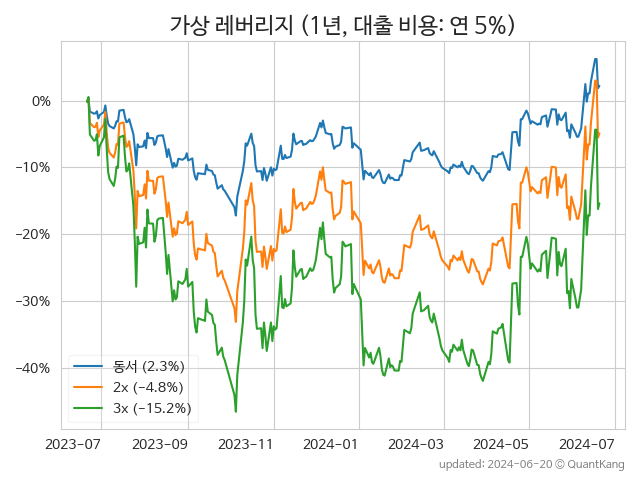 가상 레버리지 (1년, 대출 비용: 연 5%)
0%
−10%
−20%
−30%
−40%
동서 (2.3%)
2x (−4.8%)
3x (−15.2%)
2023-07 2023-09 2023-11 2024-01 2024-03 2024-05 2024-07
updated: 2024-06-20 © QuantKang